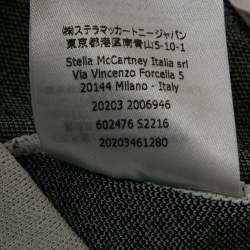 ㈱ステラマッカートニージャパン
東京都港区南青山5-10-1
Stella McCartney Italia srl
Via Vincenzo Forcella 5
20144 Milano - Italy
20203 2006946
602476 S2216
20203461280